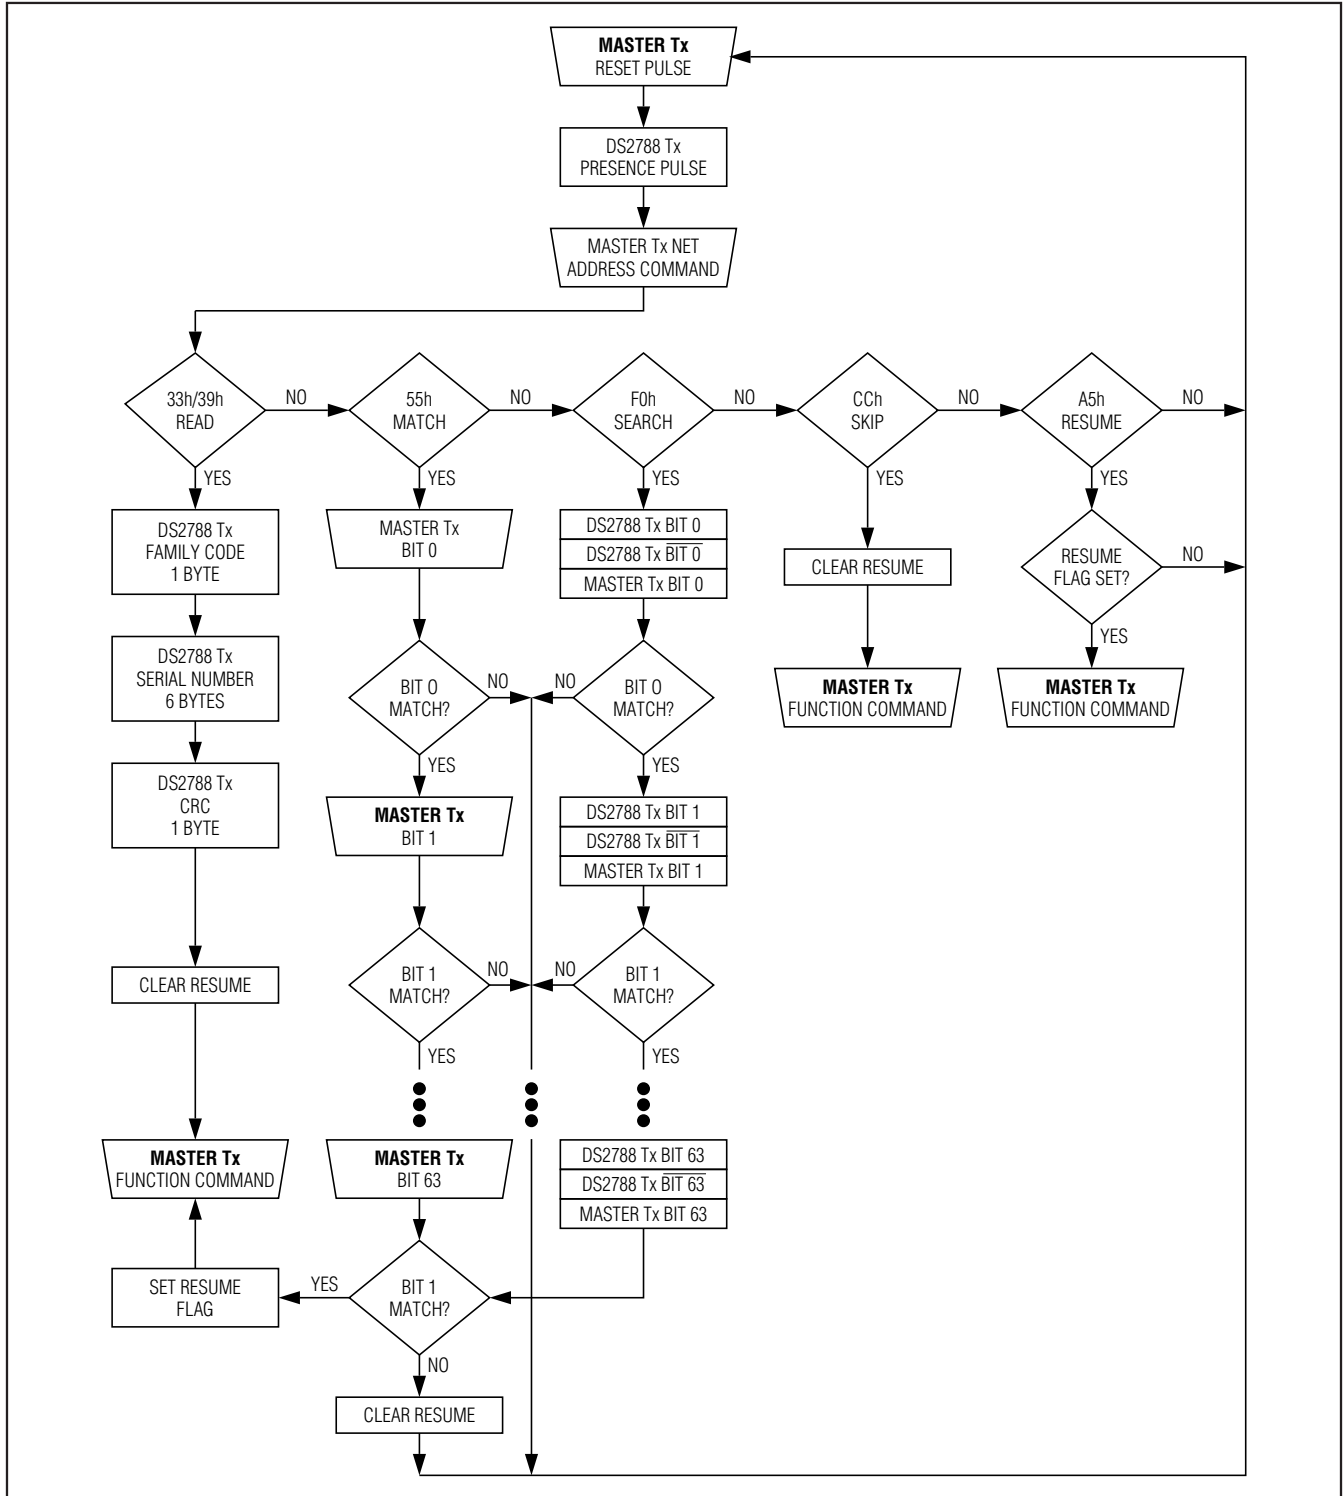 MASTER Tx
RESET PULSE
DS2788 Tx
PRESENCE PULSE
MASTER Tx NET
ADDRESS COMMAND
33h/39h
READ
NO
55h
MATCH
NO
F0h
SEARCH
NO
CCh
SKIP
NO
A5h
RESUME
NO
YES
YES
YES
YES
YES
DS2788 Tx
FAMILY CODE
1 BYTE
DS2788 Tx
SERIAL NUMBER
6 BYTES
DS2788 Tx
CRC
1 BYTE
CLEAR RESUME
MASTER Tx
FUNCTION COMMAND
SET RESUME
FLAG
MASTER Tx
BIT 0
BIT 0
MATCH?
NO
YES
MASTER Tx
BIT 1
BIT 1
MATCH?
NO
YES
MASTER Tx
BIT 63
BIT 1
MATCH?
YES
NO
CLEAR RESUME
DS2788 Tx BIT 0
DS2788 Tx BIT 0
MASTER Tx BIT 0
BIT 0
MATCH?
NO
YES
DS2788 Tx BIT 1
DS2788 Tx BIT 1
MASTER Tx BIT 1
BIT 1
MATCH?
NO
YES
DS2788 Tx BIT 63
DS2788 Tx BIT 63
MASTER Tx BIT 63
CLEAR RESUME
MASTER Tx
FUNCTION COMMAND
RESUME
FLAG SET?
NO
YES
MASTER Tx
FUNCTION COMMAND